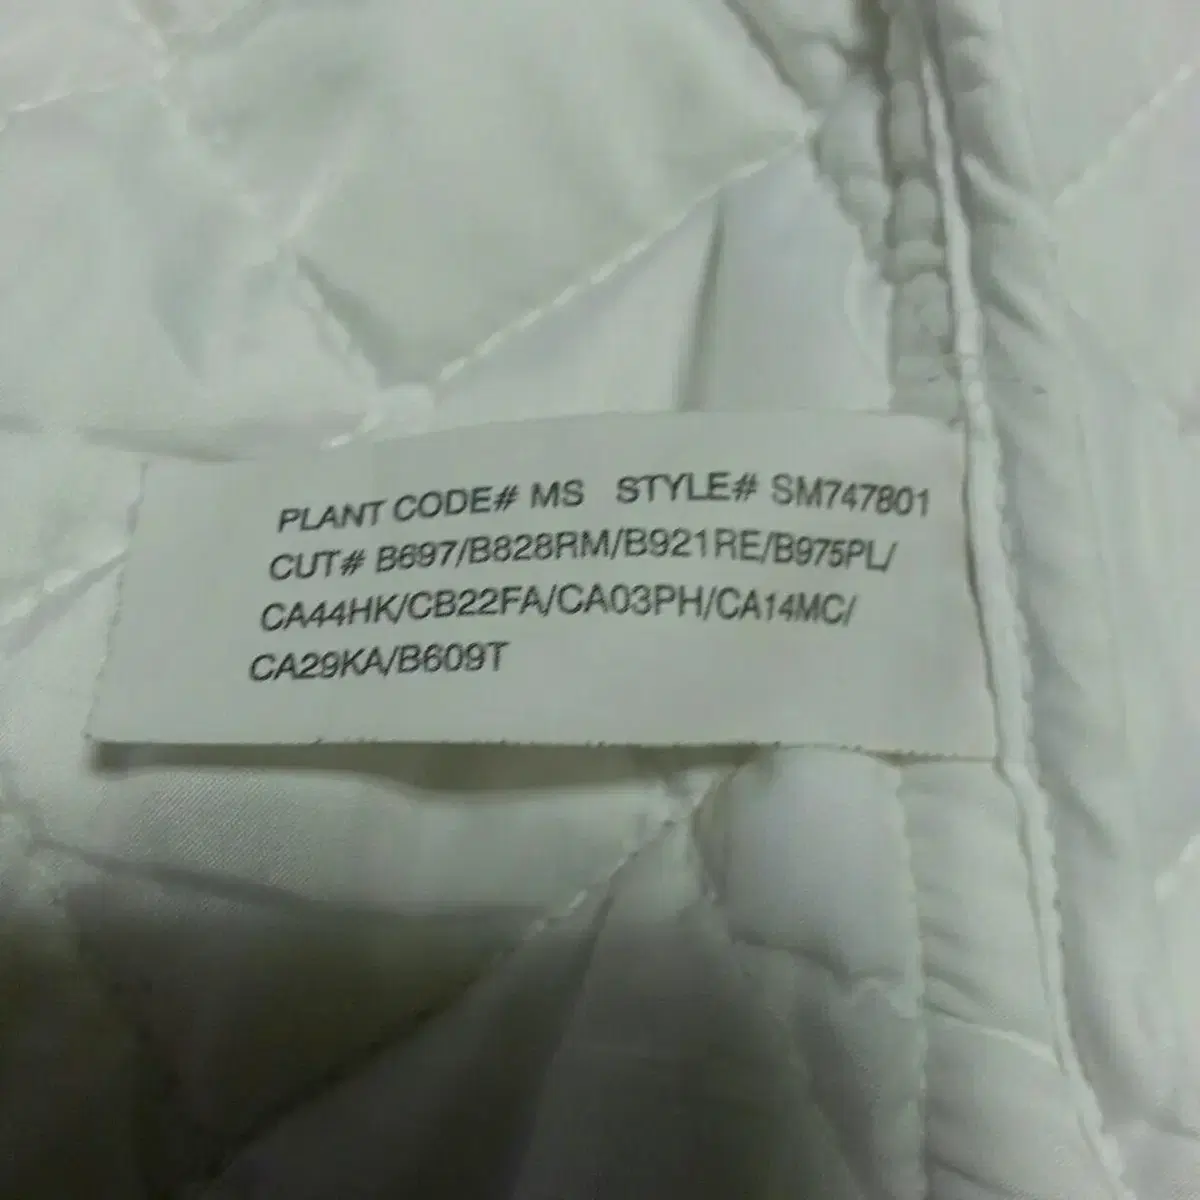 PLANT CODE# MS STYLE# SM747801
CUT# B697/B828RM/B921RE/B975PL/
CA44HK/CB22FA/CA03PH/CA14MC/
CA29KA/B609T